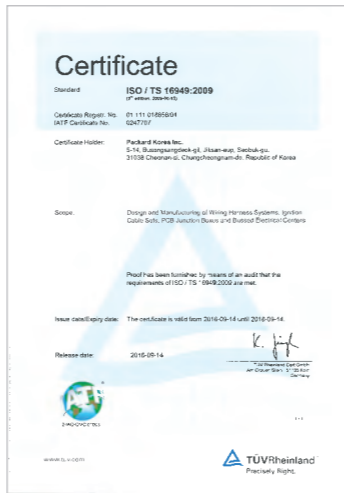 Certificate
Standard ISO / TS 16949:2009
Certificate Registr. No. 01 111
IATF Certificate No. 0247707
Certificate Holder: Packard Korea Inc.
5-14, Busongsangdeok-gil, Jiksan-eup, Seobuk-gu,
31038 Cheonan-si, Chungcheongnam-do, Republic of Korea
Scope: Design and Manufacturing of Wiring Harness Systems, Ignition
Cable Sets, PCB Junction Boxes and Bussed Electrical Centers
Proof has been furnished by means of an audit that the
requirements of ISO / TS 16949:2009 are met.
Issue date/Expiry date: The certificate is valid from 2016-09-14 until 2018-09-14.
Release date: 2016-09-14
TÜVRheinland
Precisely Right.